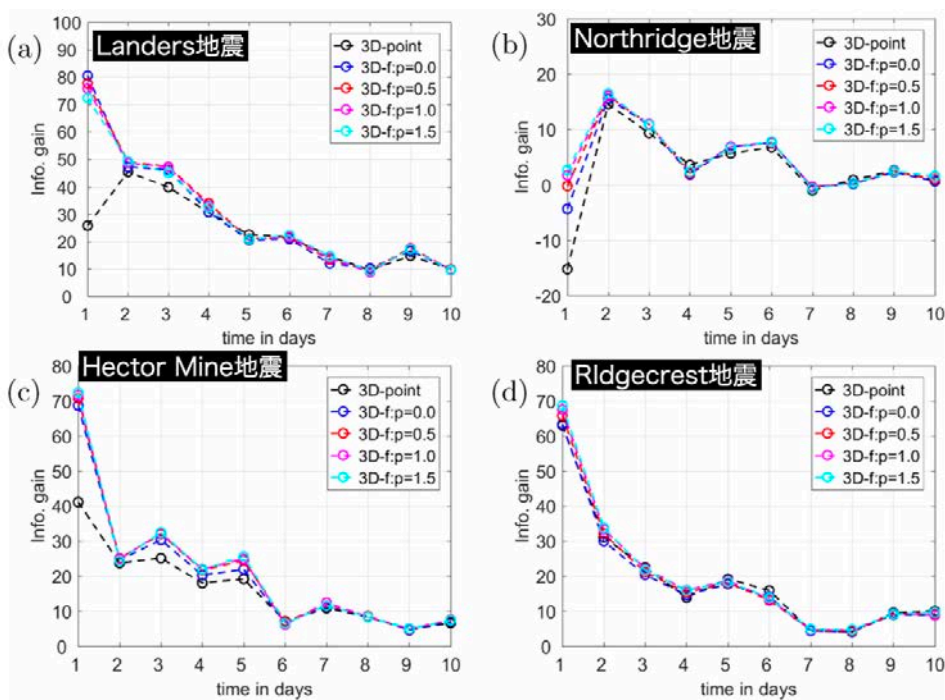 (a)
Landers地震
100
90
80
70
60
50
40
30
20
10
0
Info. gain
3D-point
3D-f:p=0.0
3D-f:p=0.5
3D-f:p=1.0
3D-f:p=1.5
1 2 3 4 5 6 7 8 9 10
time in days
(b)
Northridge地震
30
20
10
0
-10
-20
Info. gain
3D-point
3D-f:p=0.0
3D-f:p=0.5
3D-f:p=1.0
3D-f:p=1.5
1 2 3 4 5 6 7 8 9 10
time in days
(c)
Hector Mine地震
80
70
60
50
40
30
20
10
0
Info. gain
3D-point
3D-f:p=0.0
3D-f:p=0.5
3D-f:p=1.0
3D-f:p=1.5
1 2 3 4 5 6 7 8 9 10
time in days
(d)
RIdgecrest地震
80
70
60
50
40
30
20
10
0
Info. gain
3D-point
3D-f:p=0.0
3D-f:p=0.5
3D-f:p=1.0
3D-f:p=1.5
1 2 3 4 5 6 7 8 9 10
time in days